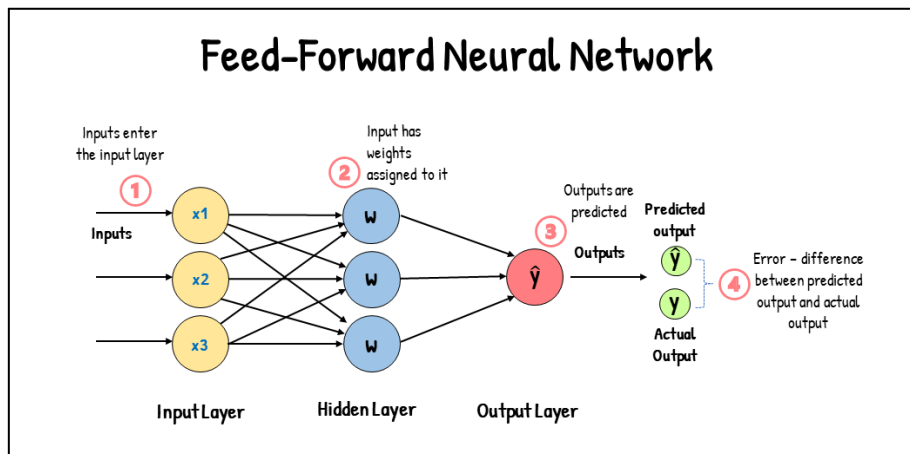 Feed-Forward Neural Network
Inputs enter
the input layer
1
Inputs
x1
x2
x3
Input Layer
2
Input has
weights
assigned to it
w
w
w
Hidden Layer
3
Outputs are
predicted
ŷ
Outputs
Output Layer
Predicted
output
ŷ
y
Actual
Output
4
Error – difference
between predicted
output and actual
output